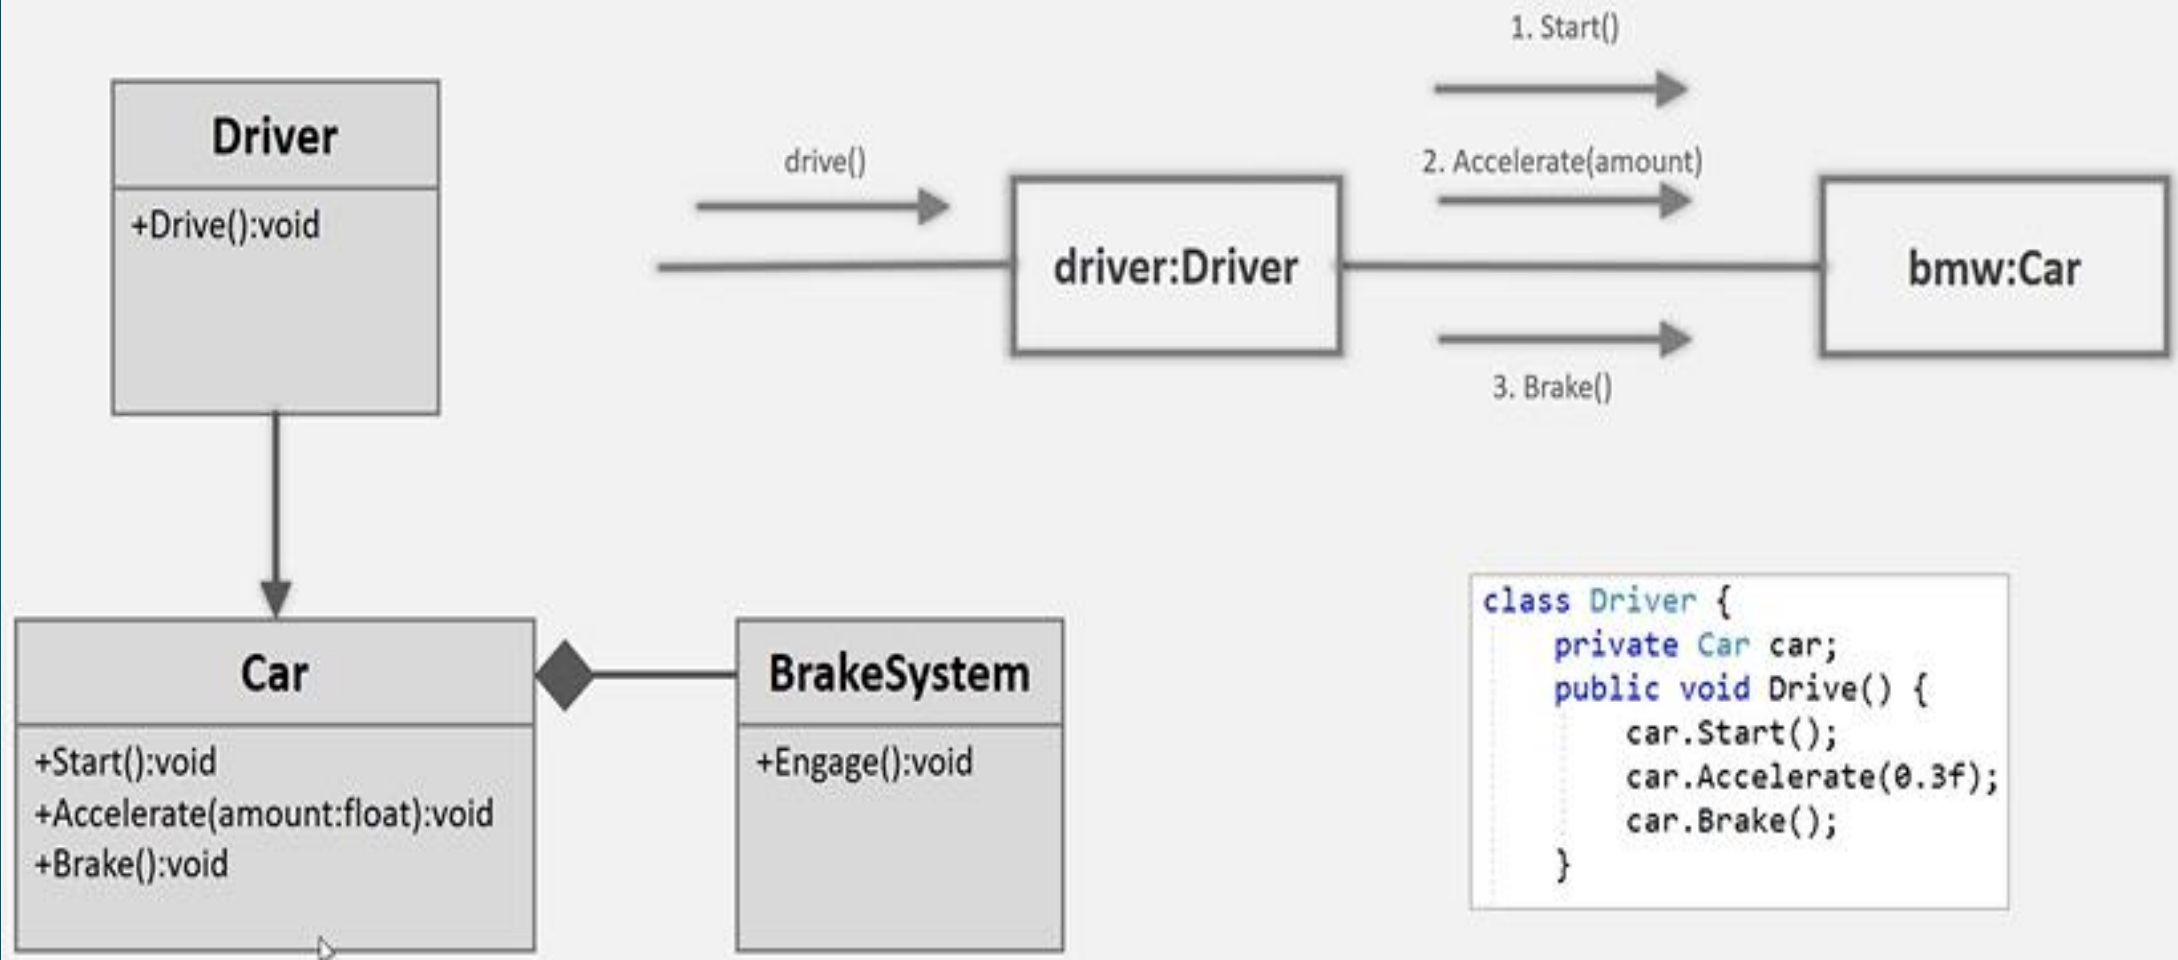 Driver
+Drive():void
Car
+Start():void
+Accelerate(amount:float):void
+Brake():void
BrakeSystem
+Engage():void
drive()
driver:Driver
1. Start()
2. Accelerate(amount)
3. Brake()
bmw:Car
class Driver {
private Car car;
public void Drive() {
car.Start();
car.Accelerate(0.3f);
car.Brake();
}